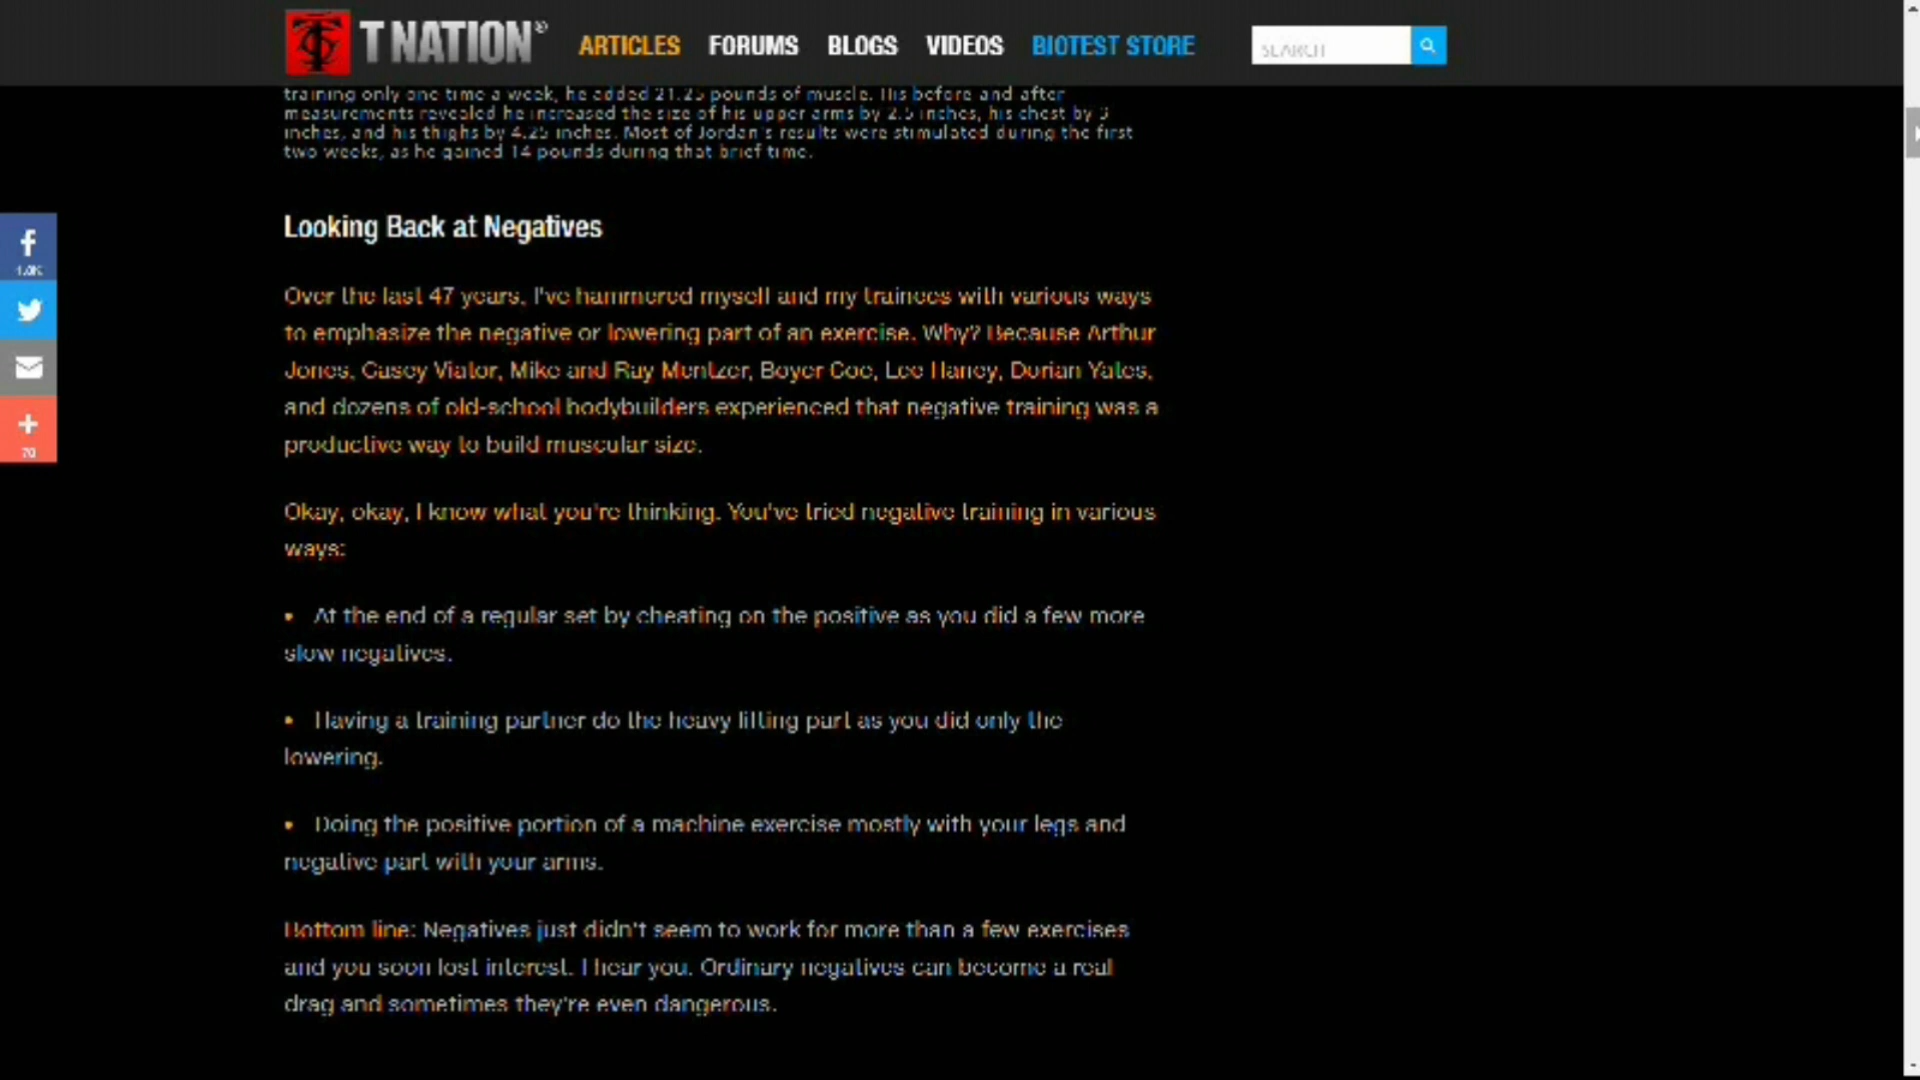 T NATION®
ARTICLES FORUMS BLOGS VIDEOS BIOTEST STORE SEARCH
training only one time a week, he added 21.25 pounds of muscle. His before and after
measurements revealed he increased the size of his upper arms by 2.5 inches, his chest by 3
inches, and his thighs by 4.25 inches. Most of Jordan's results were stimulated during the first
two weeks, as he gained 14 pounds during that brief time.
Looking Back at Negatives
Over the last 47 years, I've hammered myself and my trainees with various ways
to emphasize the negative or lowering part of an exercise. Why? Because Arthur
Jones, Casey Viator, Mike and Ray Mentzer, Boyer Coe, Lee Haney, Dorian Yates,
and dozens of old-school bodybuilders experienced that negative training was a
productive way to build muscular size.
Okay, okay, I know what you're thinking. You've tried negative training in various
ways:
• At the end of a regular set by cheating on the positive as you did a few more
slow negatives.
• Having a training partner do the heavy lifting part as you did only the
lowering.
• Doing the positive portion of a machine exercise mostly with your legs and
negative part with your arms.
Bottom line: Negatives just didn't seem to work for more than a few exercises
and you soon lost interest. I hear you. Ordinary negatives can become a real
drag and sometimes they're even dangerous.